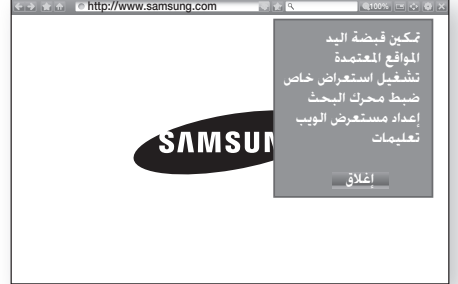 http://www.samsung.com
100%
تمكين قبضة اليد
المواقع المعتمدة
تشغيل استعراض خاص
ضبط محرك البحث
إعداد مستعرض الويب
تعليمات
SAMSUN
إغلاق